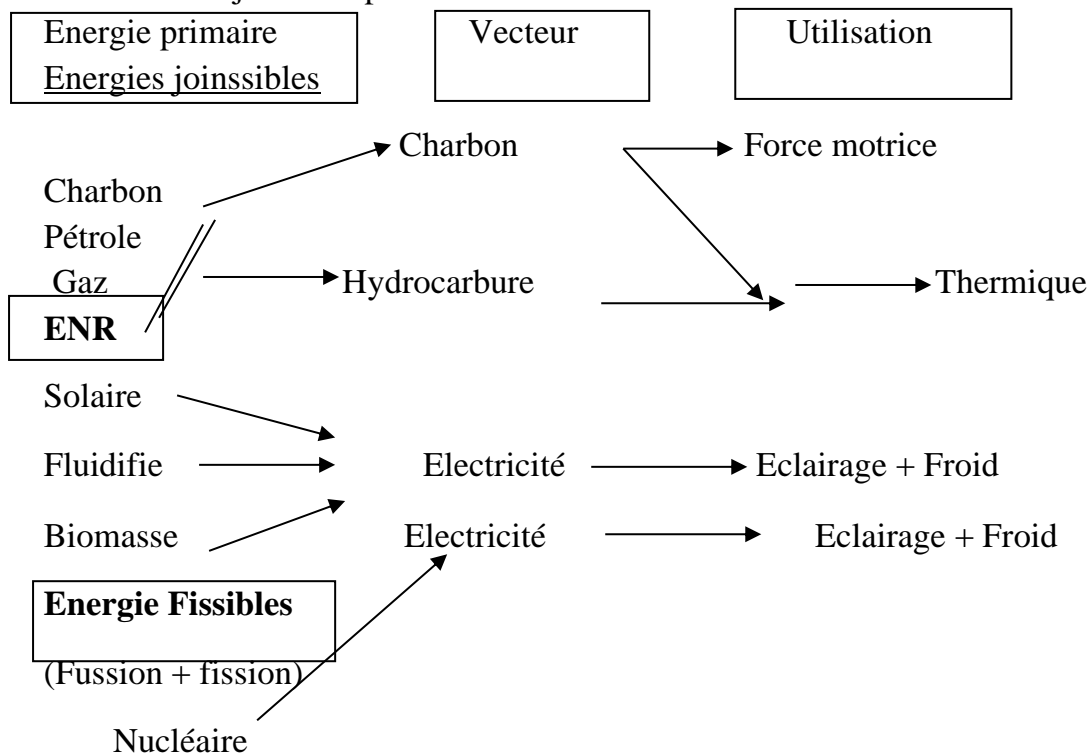 Energie primaire
Energies joinssibles
Vecteur
Utilisation
Charbon
Force motrice
Charbon
Pétrole
Gaz
Hydrocarbure
Thermique
ENR
Solaire
Fluidifie
Electricité
Eclairage + Froid
Biomasse
Electricité
Eclairage + Froid
Energie Fissibles
(Fussion + fission)
Nucléaire